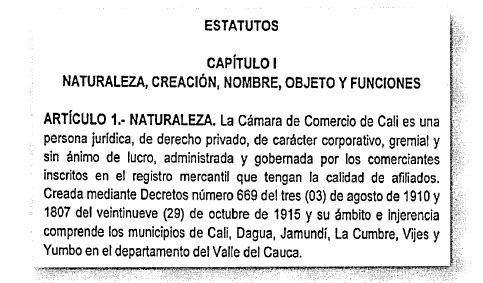 ESTATUTOS
CAPÍTULO I
NATURALEZA, CREACIÓN, NOMBRE, OBJETO Y FUNCIONES
ARTÍCULO 1.- NATURALEZA. La Cámara de Comercio de Cali es una
persona jurídica, de derecho privado, de carácter corporativo, gremial y
sin ánimo de lucro, administrada y gobernada por los comerciantes
inscritos en el registro mercantil que tengan la calidad de afiliados.
Creada mediante Decretos número 669 del tres (03) de agosto de 1910 y
1807 del veintinueve (29) de octubre de 1915 y su ámbito e injerencia
comprende los municipios de Cali, Dagua, Jamundí, La Cumbre, Vijes y
Yumbo en el departamento del Valle del Cauca.